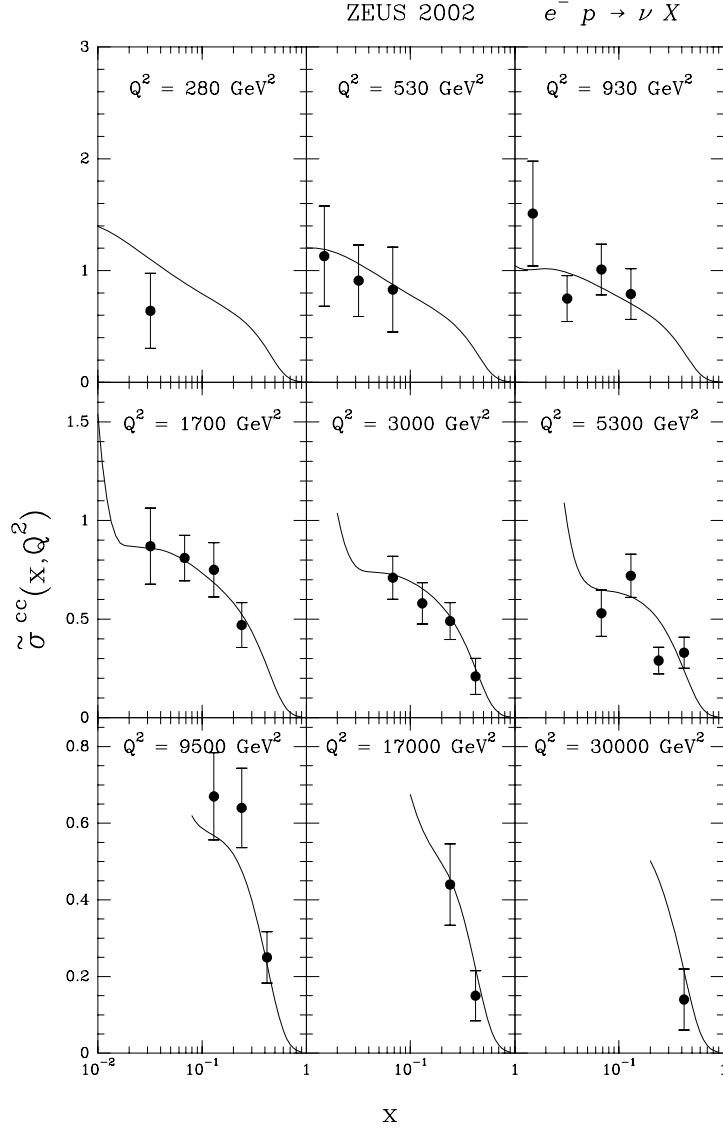 ZEUS 2002 e⁻ p → ν X
3
Q² = 280 GeV² Q² = 530 GeV² Q² = 930 GeV²
2
1
0
1.5
Q² = 1700 GeV² Q² = 3000 GeV² Q² = 5300 GeV²
1
0.5
0
σ̃ ᶜᶜ(x,Q²)
0.8
Q² = 9500 GeV² Q² = 17000 GeV² Q² = 30000 GeV²
0.6
0.4
0.2
0
10⁻² 10⁻¹ 1 10⁻¹ 1 10⁻¹ 1
x